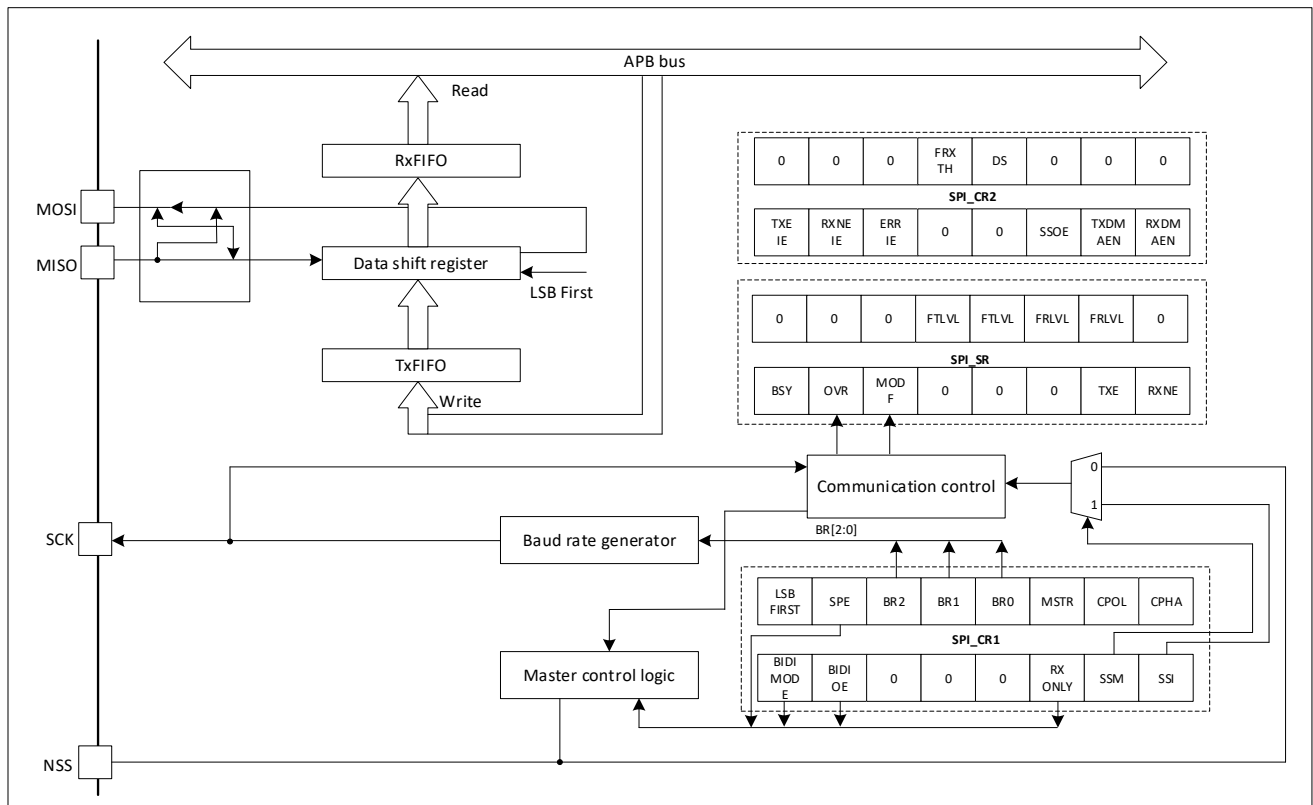 APB bus
Read
RxFIFO
MOSI
MISO
Data shift register
LSB First
TxFIFO
Write
0 0 0 FRX TH DS 0 0 0
SPI_CR2
TXE IE RXNE IE ERR IE 0 0 SSOE TXDM AEN RXDM AEN
0 0 0 FTLVL FTLVL FRLVL FRLVL 0
SPI_SR
BSY OVR MOD F 0 0 0 TXE RXNE
Communication control
0
1
SCK
Baud rate generator
BR[2:0]
LSB FIRST SPE BR2 BR1 BR0 MSTR CPOL CPHA
SPI_CR1
Master control logic
BIDI MOD E BIDI OE 0 0 0 RX ONLY SSM SSI
NSS